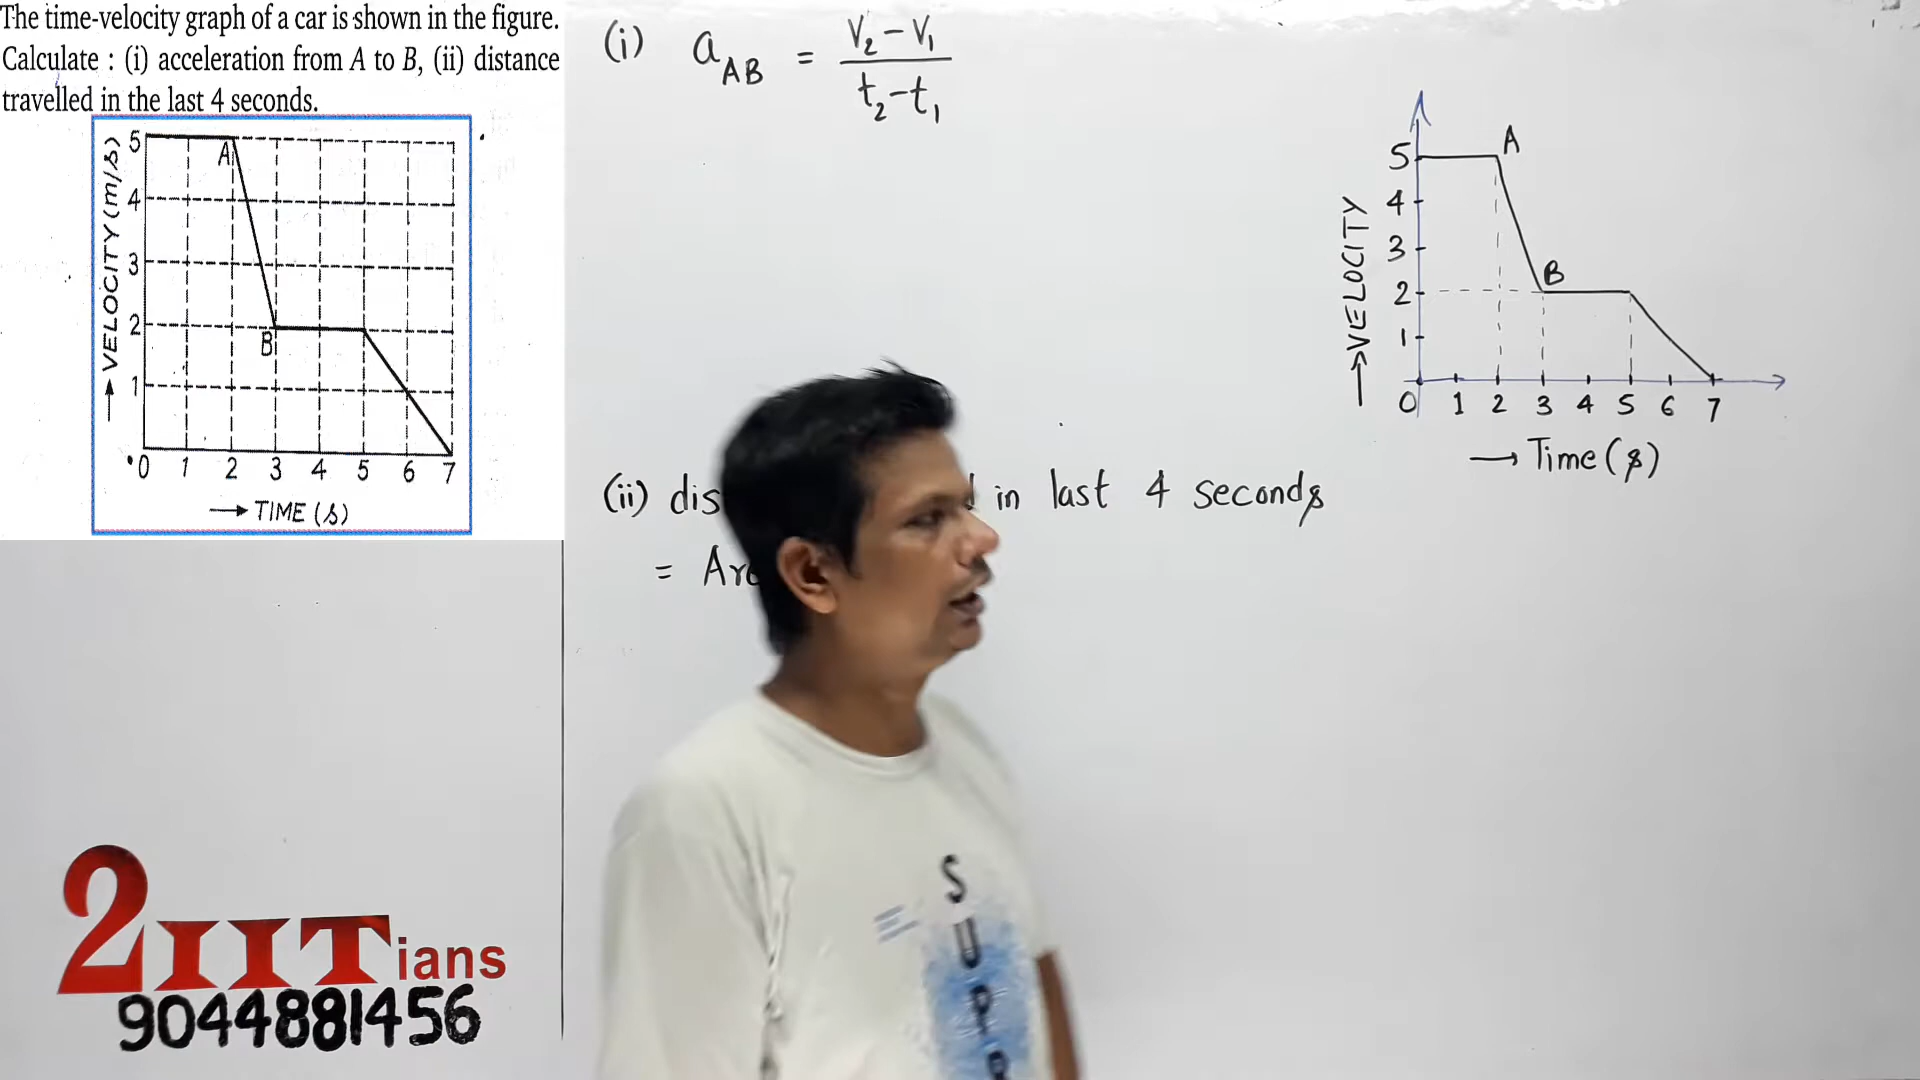 The time-velocity graph of a car is shown in the figure.
Calculate : (i) acceleration from A to B, (ii) distance
travelled in the last 4 seconds.
VELOCITY (m/s)
5
4
3
2
1
A
B
0 1 2 3 4 5 6 7
TIME (s)
(i) a_AB = (V₂-V₁)/(t₂-t₁)
VELOCITY
5
4
3
2
1
A
B
0 1 2 3 4 5 6 7
Time (s)
(ii) in last 4 seconds
=
2IITians
9044881456
S
U
P